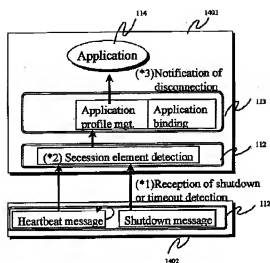 114
1401
Application
(*3) Notification of
disconnection
113
Application
profile mgt.
Application
binding
112
(*2) Secession element detection
(*1) Reception of shutdown
or timeout detection
112
Heartbeat message
Shutdown message
1402